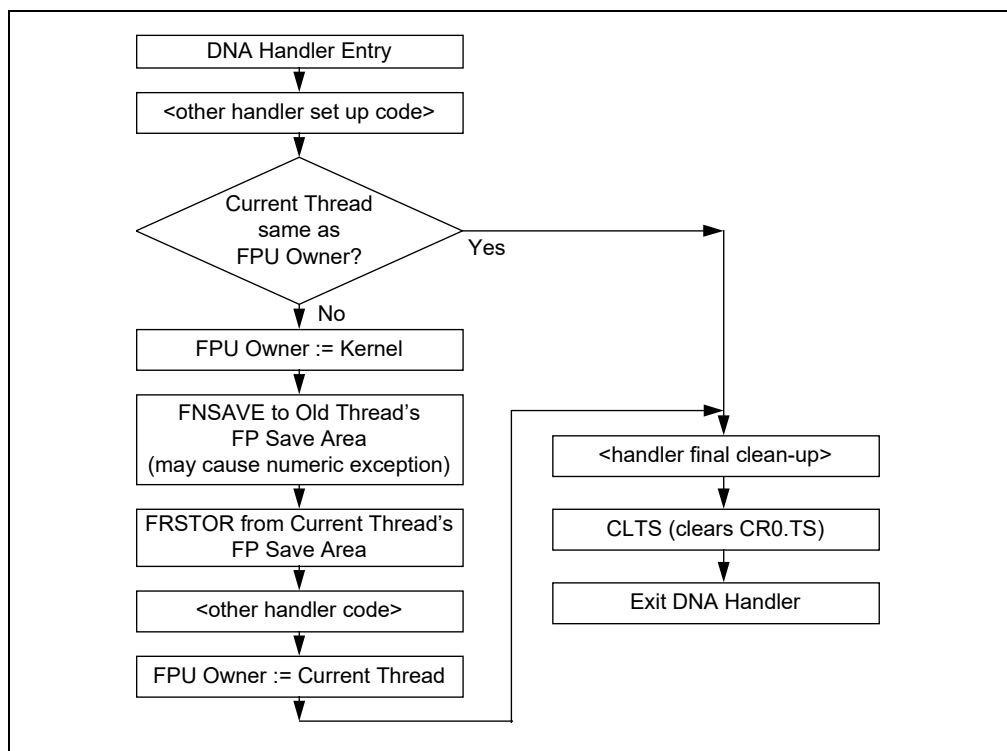 DNA Handler Entry
<other handler set up code>
Current Thread
same as
FPU Owner?
Yes
No
FPU Owner := Kernel
FNSAVE to Old Thread’s
FP Save Area
(may cause numeric exception)
FRSTOR from Current Thread’s
FP Save Area
<other handler code>
FPU Owner := Current Thread
<handler final clean-up>
CLTS (clears CR0.TS)
Exit DNA Handler